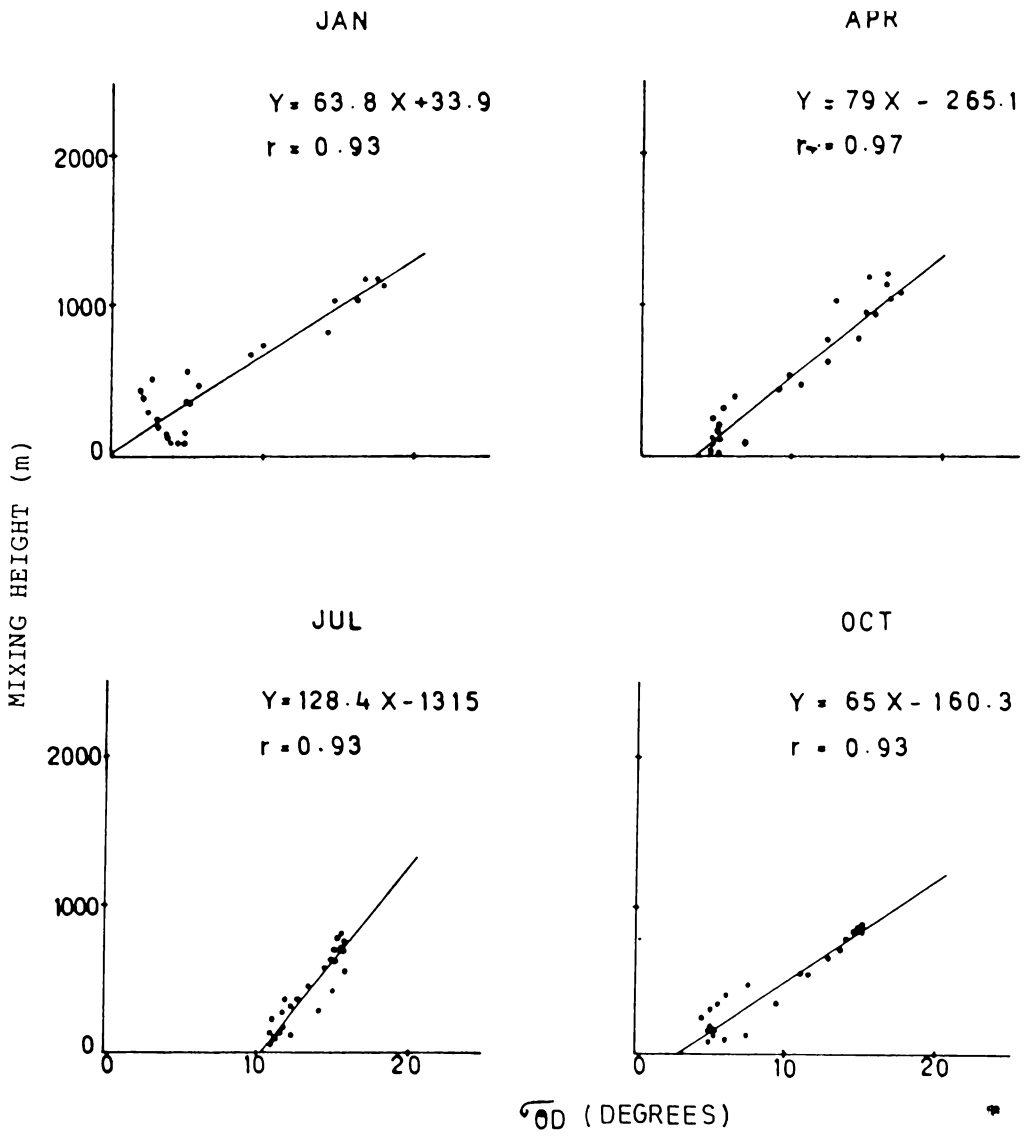 JAN
Y = 63.8 X + 33.9
r = 0.93
2000
1000
0
APR
Y = 79 X - 265.1
r = 0.97
MIXING HEIGHT (m)
JUL
Y = 128.4 X - 1315
r = 0.93
2000
1000
0
0 10 20
OCT
Y = 65 X - 160.3
r = 0.93
0 10 20
σθD (DEGREES)